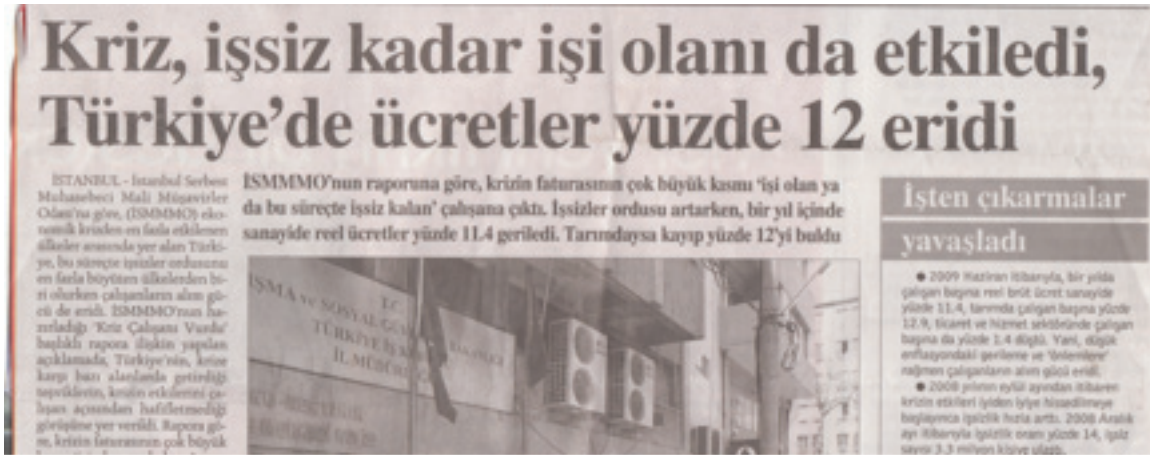 Kriz, işsiz kadar işi olanı da etkiledi,
Türkiye'de ücretler yüzde 12 eridi
İSTANBUL - İstanbul Serbest
Muhasebeci Mali Müşavirler
Odası'na göre, (İSMMMO) eko-
nomik krizden en fazla etkilenen
ülkeler arasında yer alan Türki-
ye, bu süreçte işsizler ordusunu
en fazla büyüten ülkelerden bi-
ri olurken çalışanların alım gü-
cü de eridi. İSMMMO'nun ha-
zırladığı 'Kriz Çalışanı Vurdu'
başlıklı rapora ilişkin yapılan
açıklamada, Türkiye'nin, krize
karşı bazı alanlarda getirdiği
teşviklerin, krizin etkilerini ça-
lışan açısından hafifletmediği
görüşüne yer verildi. Rapora gö-
re, krizin faturasının çok büyük
İSMMMO'nun raporuna göre, krizin faturasının çok büyük kısmı 'işi olan ya
da bu süreçte işsiz kalan' çalışana çıktı. İşsizler ordusu artarken, bir yıl içinde
sanayide reel ücretler yüzde 11.4 geriledi. Tarımdaysa kayıp yüzde 12'yi buldu
T.C.
IŞMA ve SOSYAL GÜV
TÜRKİYE İŞ K
İL MÜDÜR
İşten çıkarmalar
yavaşladı
● 2009 Haziran itibarıyla, bir yılda
çalışan başına reel brüt ücret sanayide
yüzde 11.4, tarımda çalışan başına yüzde
12.9, ticaret ve hizmet sektöründe çalışan
başına da yüzde 1.4 düştü. Yani, düşük
enflasyondaki gerileme ve 'önlemlere'
rağmen çalışanların alım gücü eridi.
● 2008 yılının eylül ayından itibaren
krizin etkileri iyiden iyiye hissedilmeye
başlayınca işsizlik hızla arttı. 2008 Aralık
ayı itibarıyla işsizlik oranı yüzde 14, işsiz
sayısı 3.3 milyon kişiye ulaştı.